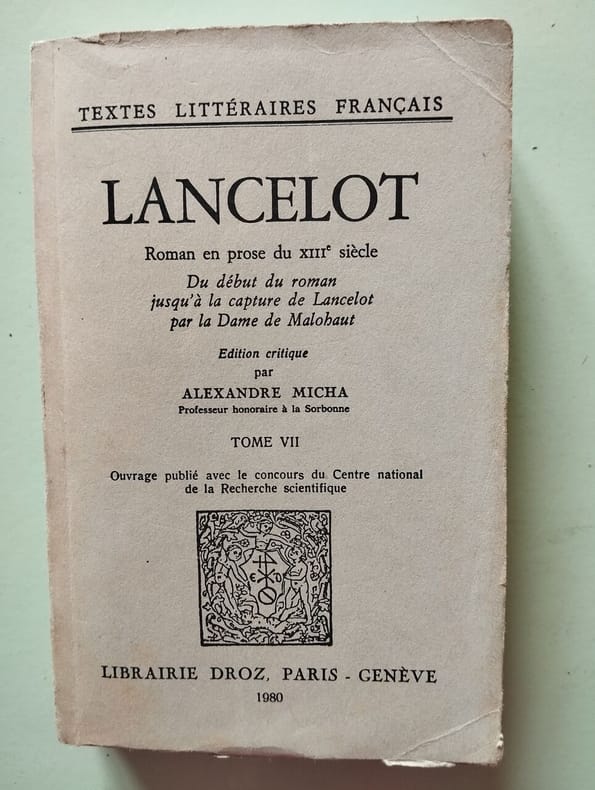 TEXTES LITTÉRAIRES FRANÇAIS
LANCELOT
Roman en prose du XIIIᵉ siècle
Du début du roman
jusqu'à la capture de Lancelot
par la Dame de Malohaut
Edition critique
par
ALEXANDRE MICHA
Professeur honoraire à la Sorbonne
TOME VII
Ouvrage publié avec le concours du Centre national
de la Recherche scientifique
E D
LIBRAIRIE DROZ, PARIS - GENÈVE
1980